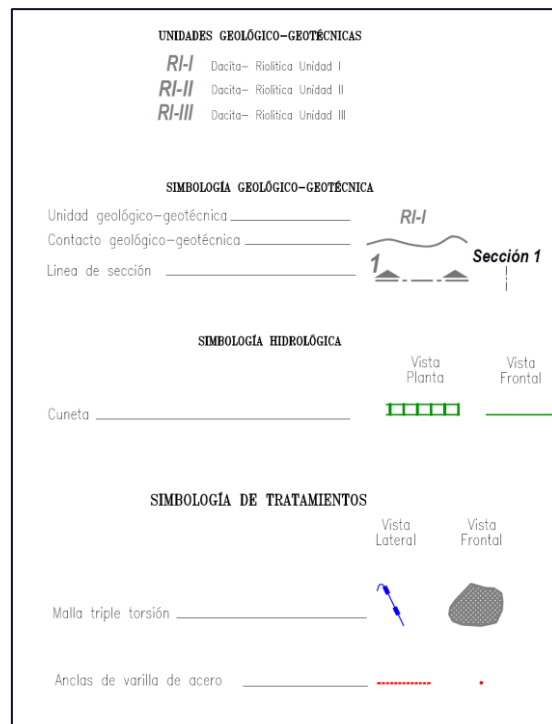 UNIDADES GEOLÓGICO-GEOTÉCNICAS
RI-I Dacita- Riolítica Unidad I
RI-II Dacita- Riolítica Unidad II
RI-III Dacita- Riolítica Unidad III
SIMBOLOGÍA GEOLÓGICO-GEOTÉCNICA
Unidad geológico-geotécnica RI-I
Contacto geológico-geotécnica
Linea de sección 1 Sección 1
SIMBOLOGÍA HIDROLÓGICA
Vista Planta Vista Frontal
Cuneta
SIMBOLOGÍA DE TRATAMIENTOS
Vista Lateral Vista Frontal
Malla triple torsión
Anclas de varilla de acero